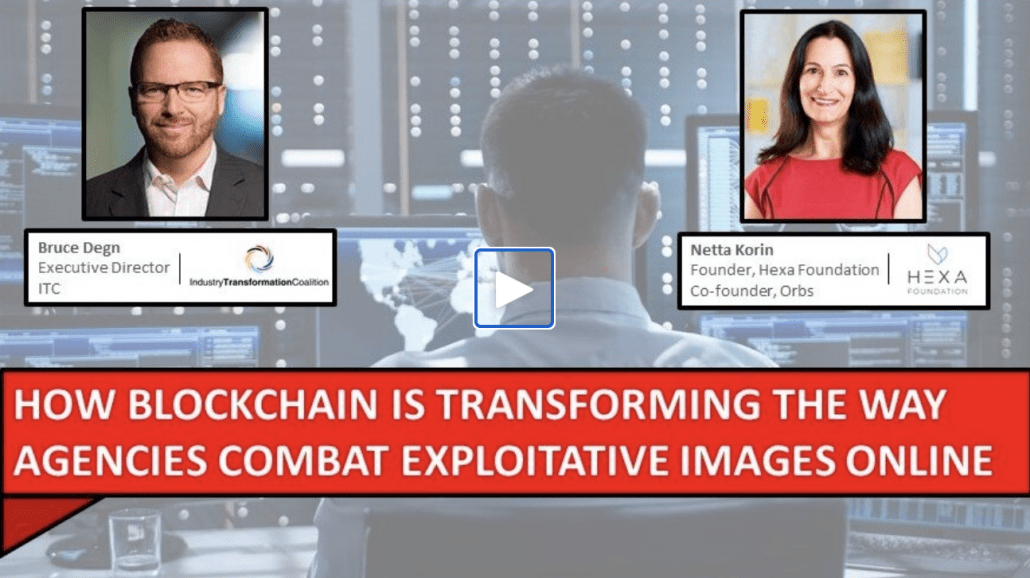 Bruce Degn
Executive Director
ITC
IndustryTransformationCoalition
Netta Korin
Founder, Hexa Foundation
Co-founder, Orbs
HEXA
FOUNDATION
HOW BLOCKCHAIN IS TRANSFORMING THE WAY
AGENCIES COMBAT EXPLOITATIVE IMAGES ONLINE